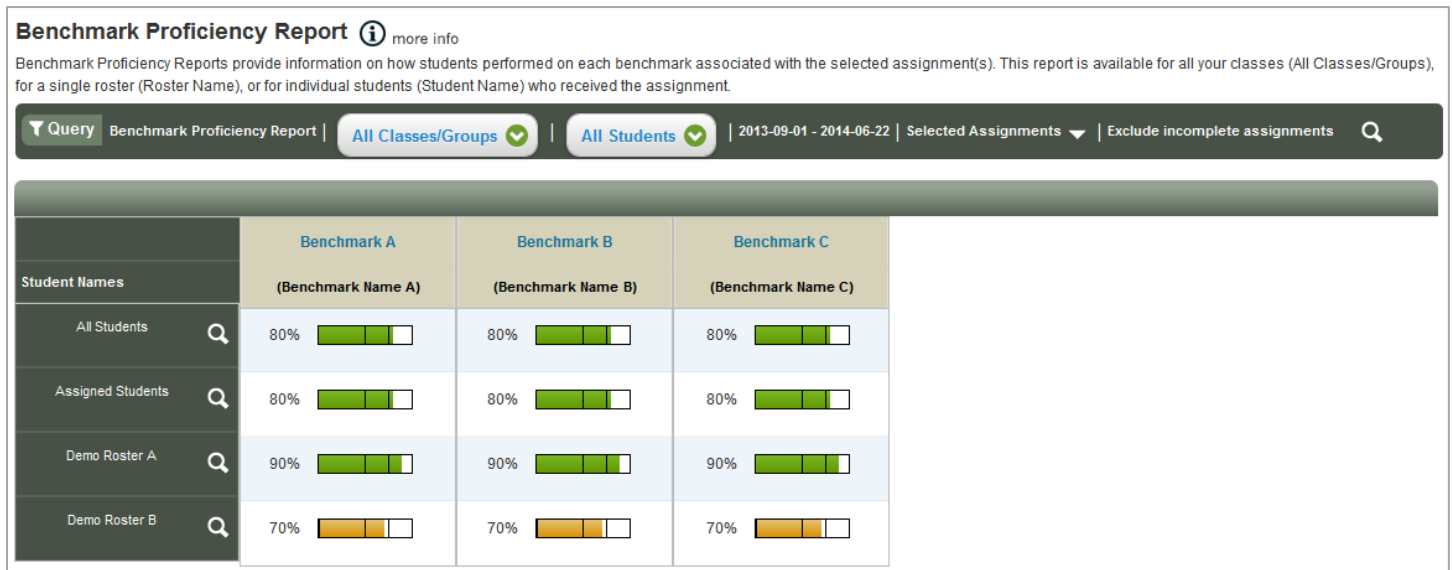 Benchmark Proficiency Report i more info
Benchmark Proficiency Reports provide information on how students performed on each benchmark associated with the selected assignment(s). This report is available for all your classes (All Classes/Groups),
for a single roster (Roster Name), or for individual students (Student Name) who received the assignment.
Query Benchmark Proficiency Report | All Classes/Groups | All Students | 2013-09-01 - 2014-06-22 | Selected Assignments | Exclude incomplete assignments
Benchmark A Benchmark B Benchmark C
Student Names (Benchmark Name A) (Benchmark Name B) (Benchmark Name C)
All Students 80% 80% 80%
Assigned Students 80% 80% 80%
Demo Roster A 90% 90% 90%
Demo Roster B 70% 70% 70%